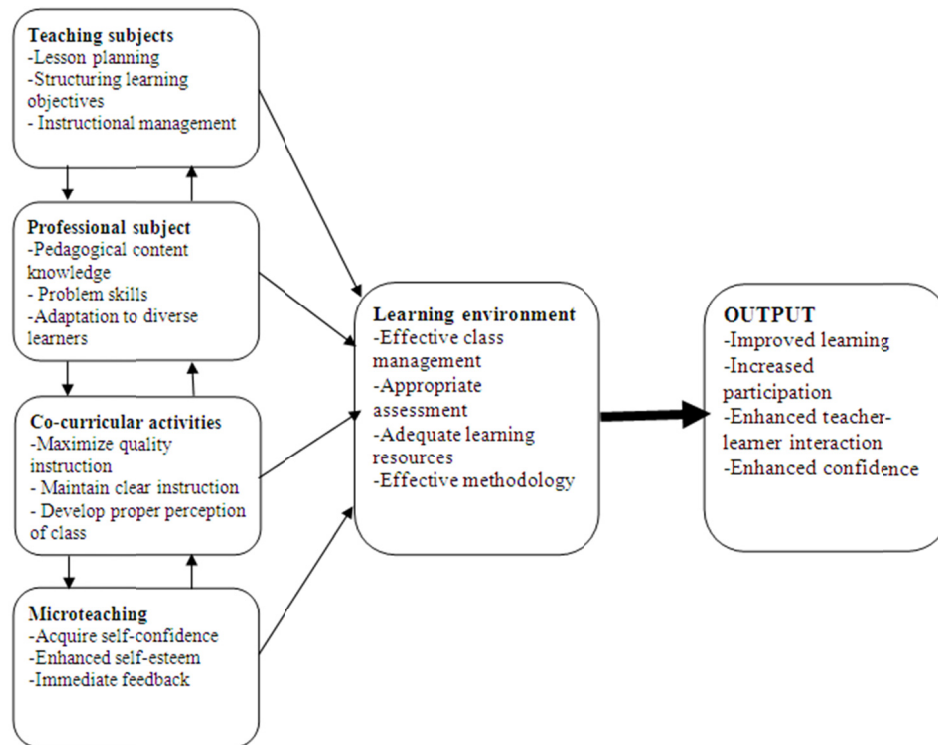 Teaching subjects
-Lesson planning
-Structuring learning
objectives
- Instructional management
Professional subject
-Pedagogical content
knowledge
- Problem skills
-Adaptation to diverse
learners
Co-curricular activities
-Maximize quality
instruction
- Maintain clear instruction
- Develop proper perception
of class
Microteaching
-Acquire self-confidence
-Enhanced self-esteem
-Immediate feedback
Learning environment
-Effective class
management
-Appropriate
assessment
-Adequate learning
resources
-Effective methodology
OUTPUT
-Improved learning
-Increased
participation
-Enhanced teacher-
learner interaction
-Enhanced confidence